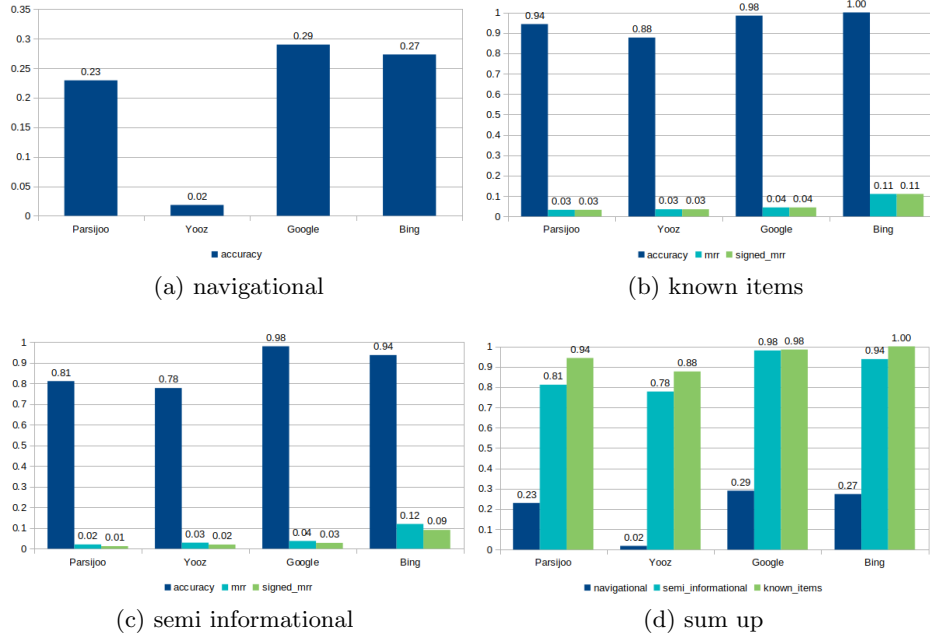 0.35
0.3
0.25
0.2
0.15
0.1
0.05
0
0.23
0.02
0.29
0.27
Parsijoo Yooz Google Bing
accuracy
(a) navigational
1
0.9
0.8
0.7
0.6
0.5
0.4
0.3
0.2
0.1
0
0.94 0.03 0.03
0.88 0.03 0.03
0.98 0.04 0.04
1.00 0.11 0.11
Parsijoo Yooz Google Bing
accuracy mrr signed_mrr
(b) known items
1
0.9
0.8
0.7
0.6
0.5
0.4
0.3
0.2
0.1
0
0.81 0.02 0.01
0.78 0.03 0.02
0.98 0.04 0.03
0.94 0.12 0.09
Parsijoo Yooz Google Bing
accuracy mrr signed_mrr
(c) semi informational
1
0.9
0.8
0.7
0.6
0.5
0.4
0.3
0.2
0.1
0
0.23 0.81 0.94
0.02 0.78 0.88
0.29 0.98 0.98
0.27 0.94 1.00
Parsijoo Yooz Google Bing
navigational semi_informational known_items
(d) sum up